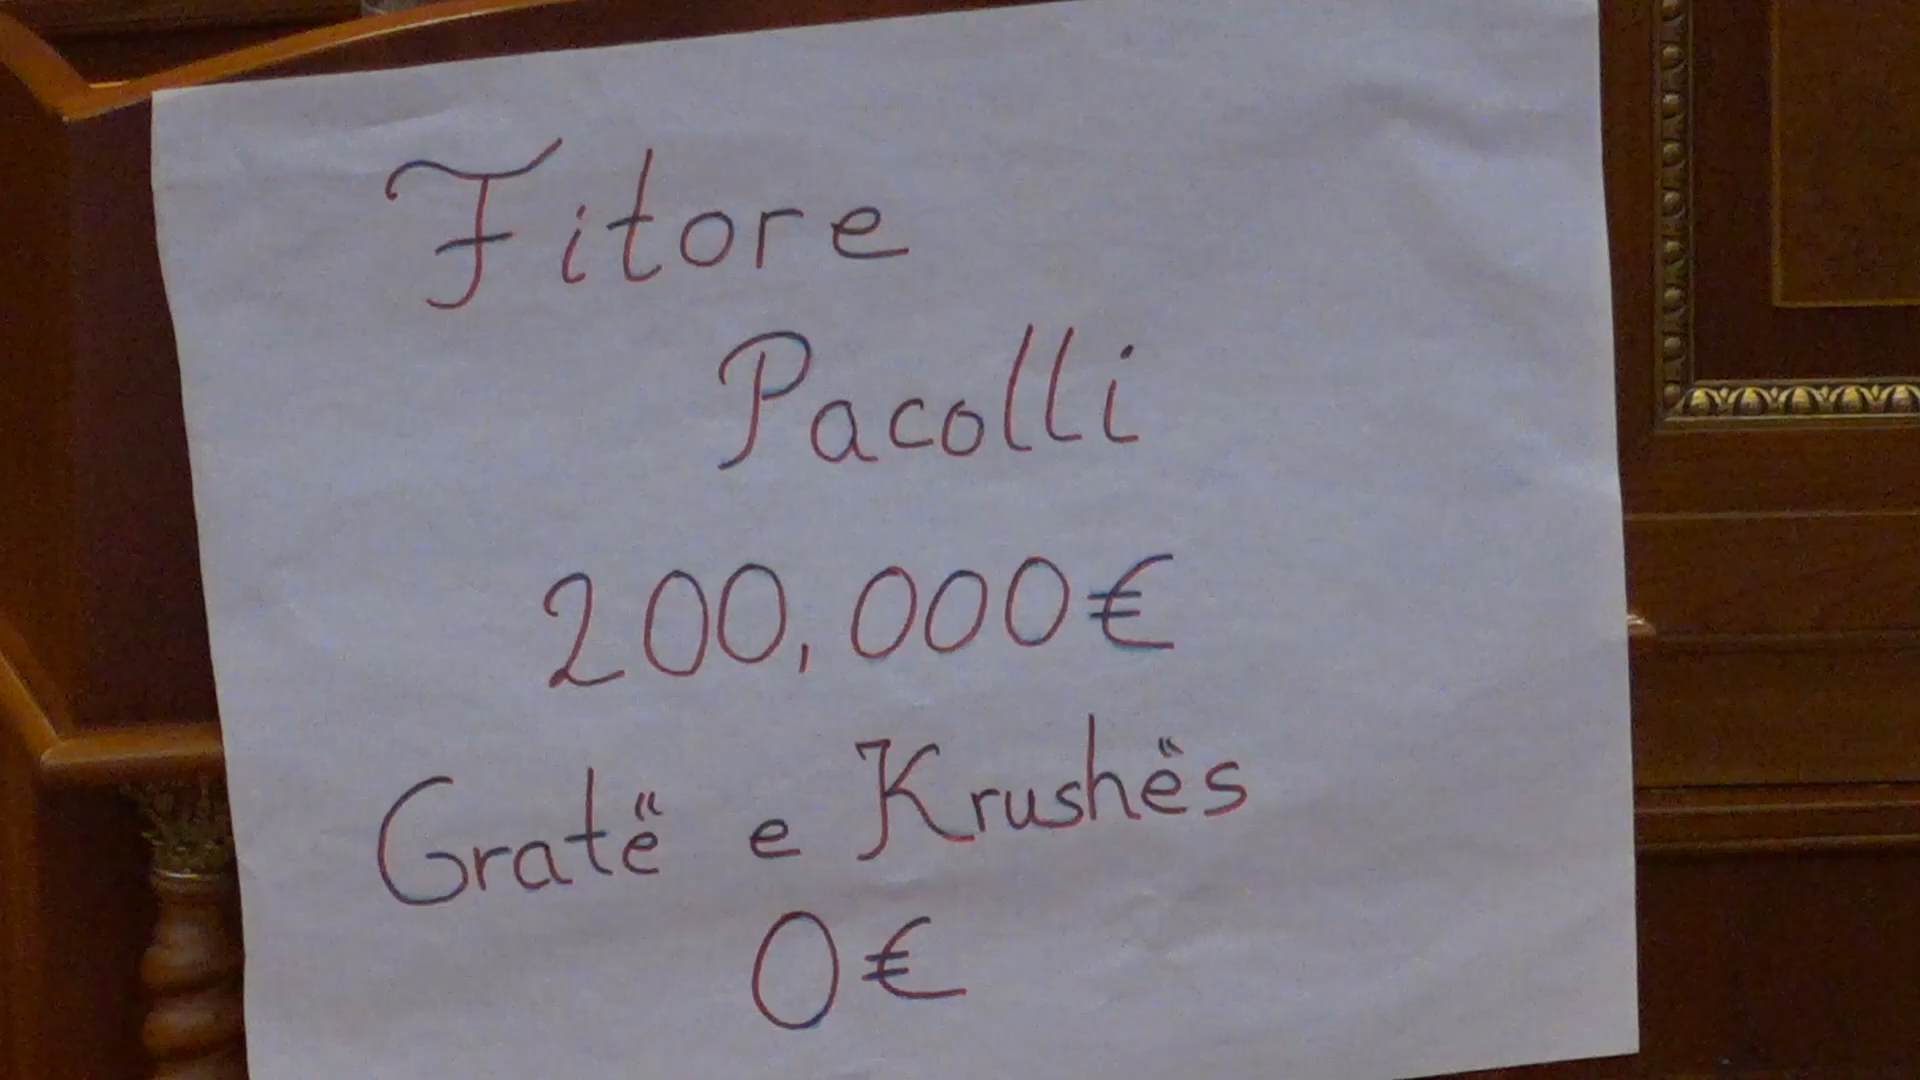 Fitore
Pacolli
200,000€
Gratë e Krushës
0€